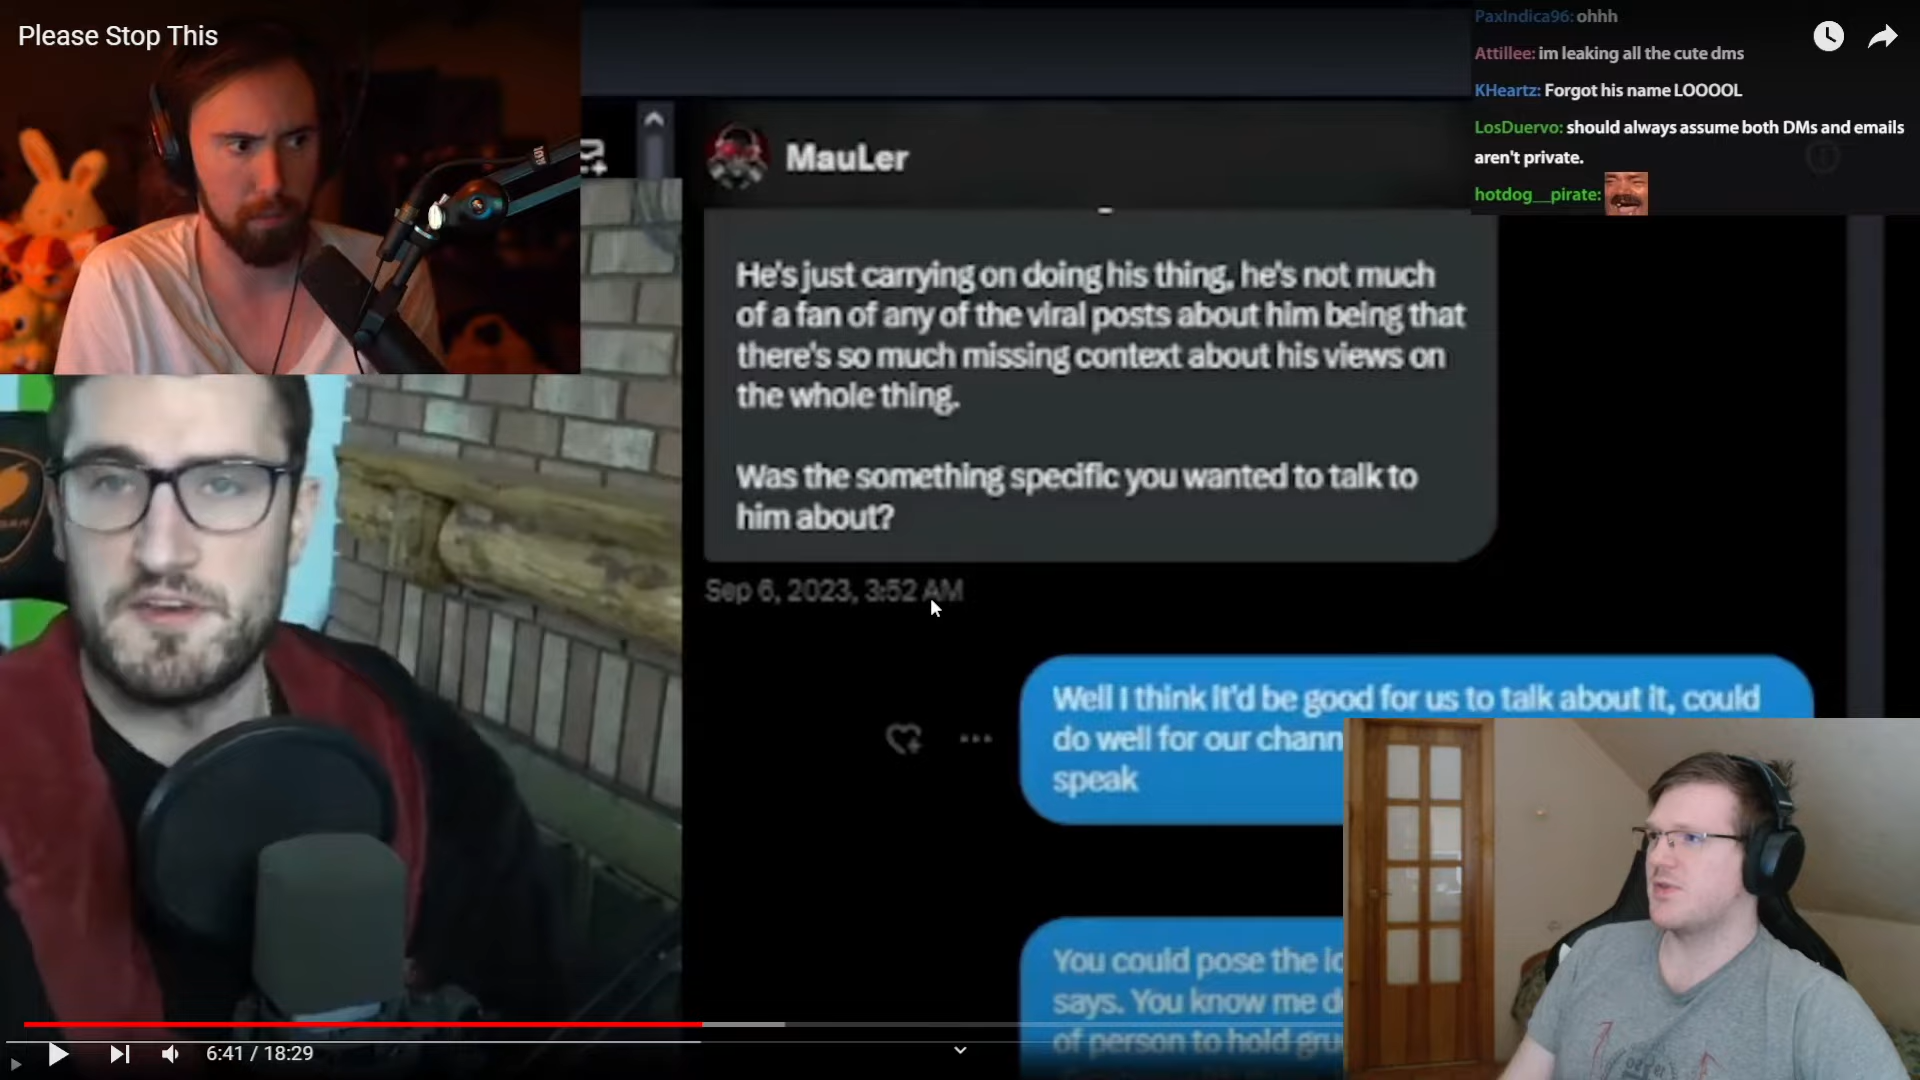 Please Stop This
PaxIndica96: ohhh
Attillee: im leaking all the cute dms
KHeartz: Forgot his name LOOOOL
LosDuervo: should always assume both DMs and emails
aren't private.
hotdog__pirate:
MauLer
He's just carrying on doing his thing, he's not much
of a fan of any of the viral posts about him being that
there's so much missing context about his views on
the whole thing.
Was the something specific you wanted to talk to
him about?
Sep 6, 2023, 3:52 AM
Well I think it'd be good for us to talk about it, could
do well for our chann
speak
You could pose the
says. You know me d
of person to hold gru
6:41 / 18:29